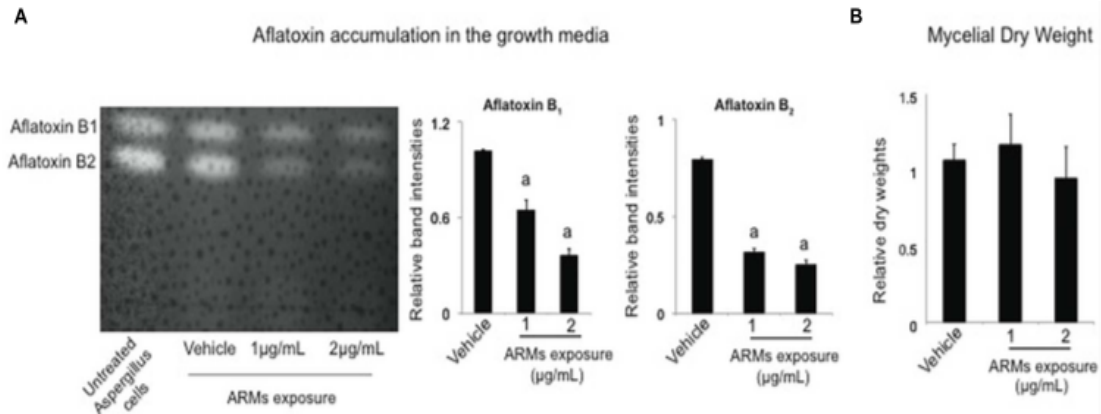 A
Aflatoxin accumulation in the growth media
Aflatoxin B1
Aflatoxin B2
Untreated
Aspergillus
cells
Vehicle 1µg/mL 2µg/mL
ARMs exposure
Aflatoxin B1
Relative band intensities
1.2
0.6
0
a
a
Vehicle
1 2
ARMs exposure
(µg/mL)
Aflatoxin B2
Relative band intensities
1
0.5
0
a
a
Vehicle
1 2
ARMs exposure
(µg/mL)
B
Mycelial Dry Weight
Relative dry weights
1.5
1
0.5
0
Vehicle
1 2
ARMs exposure
(µg/mL)